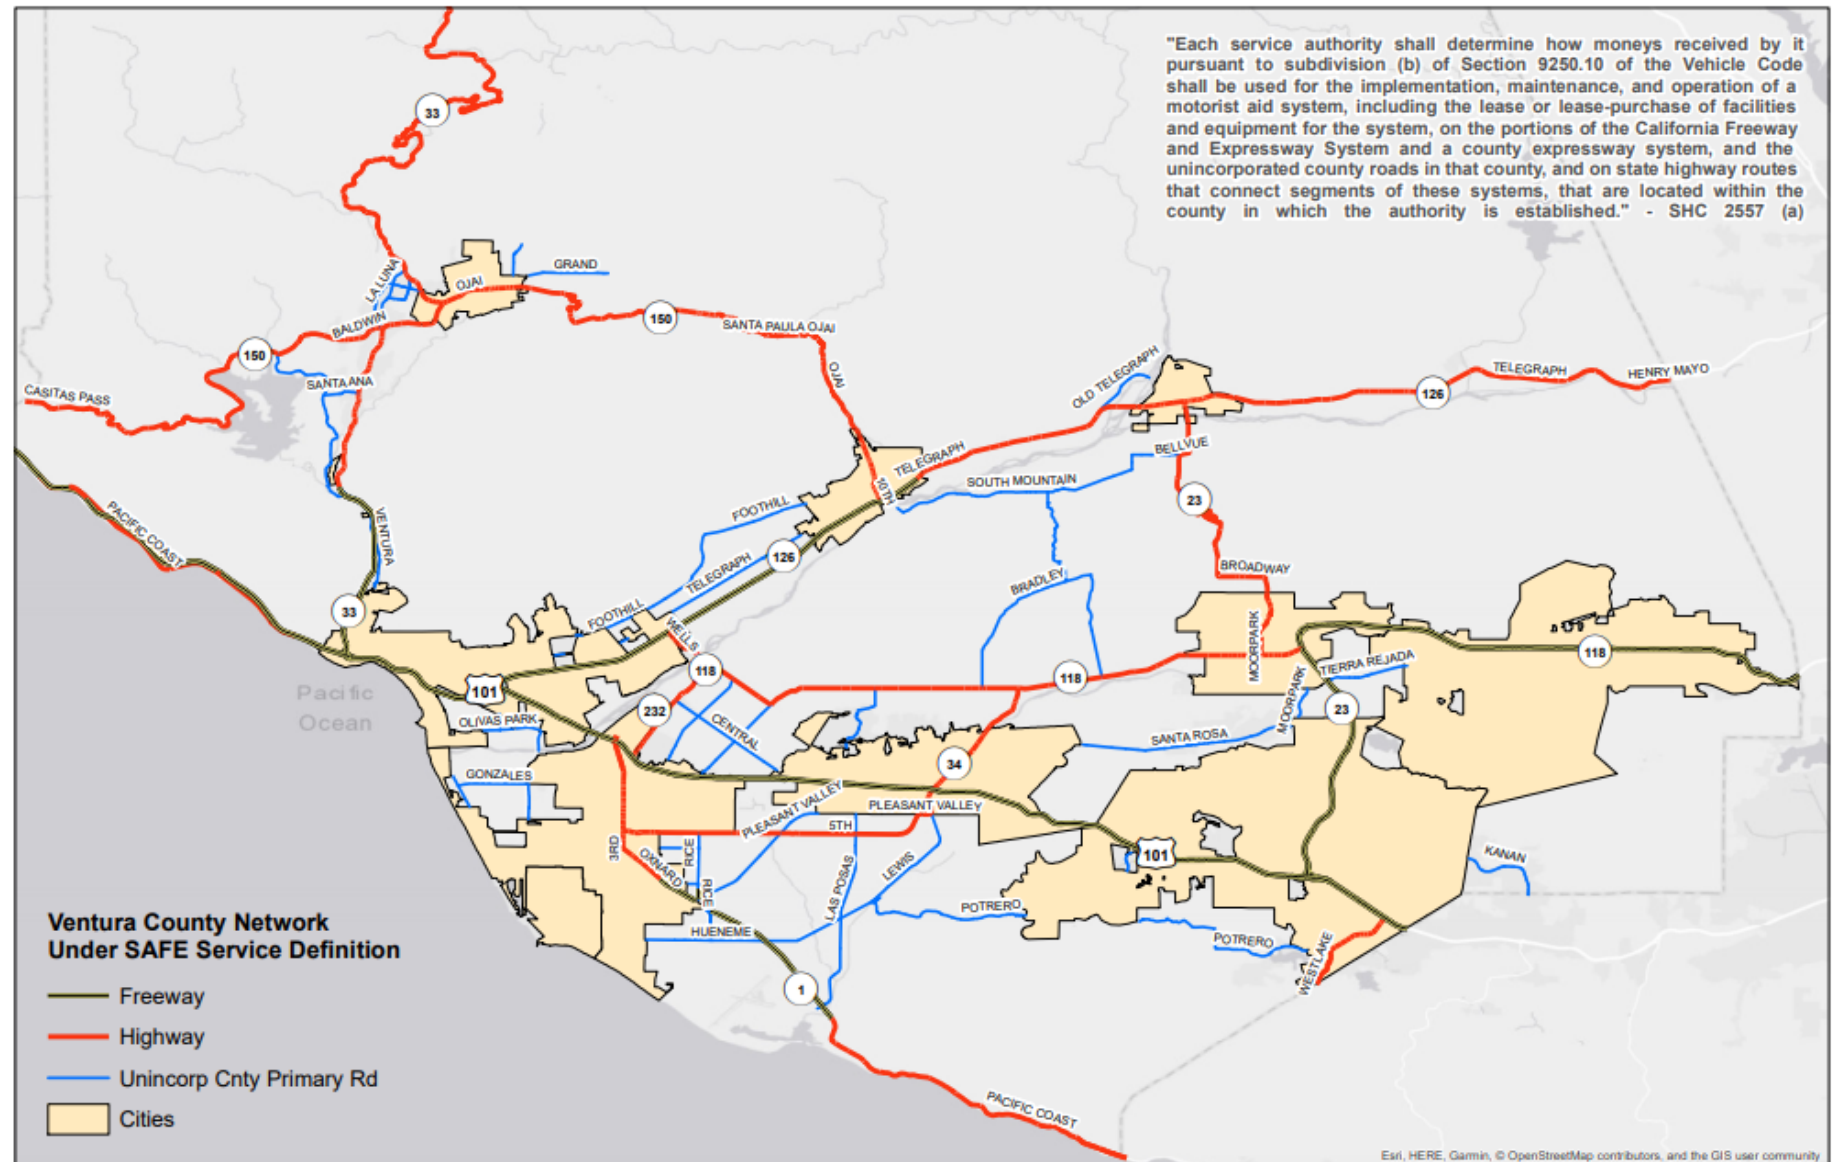 "Each service authority shall determine how moneys received by it
pursuant to subdivision (b) of Section 9250.10 of the Vehicle Code
shall be used for the implementation, maintenance, and operation of a
motorist aid system, including the lease or lease-purchase of facilities
and equipment for the system, on the portions of the California Freeway
and Expressway System and a county expressway system, and the
unincorporated county roads in that county, and on state highway routes
that connect segments of these systems, that are located within the
county in which the authority is established." - SHC 2557 (a)
33
LA LUNA
OJAI
GRAND
BALDWIN
150
150
SANTA PAULA OJAI
OJAI
SANTA ANA
CASITAS PASS
OLD TELEGRAPH
126
TELEGRAPH
HENRY MAYO
BELLVUE
TELEGRAPH
10TH
SOUTH MOUNTAIN
23
FOOTHILL
PACIFIC COAST
VENTURA
126
TELEGRAPH
BRADLEY
BROADWAY
33
FOOTHILL
WELLS
MOORPARK
118
118
118
TIERRA REJADA
MOORPARK
101
Pacific
Ocean
232
23
OLIVAS PARK
CENTRAL
SANTA ROSA
34
GONZALES
PLEASANT VALLEY
PLEASANT VALLEY
5TH
3RD
OXNARD
RICE
RICE
LAS POSAS
LEWIS
101
KANAN
POTRERO
HUENEME
POTRERO
WESTLAKE
1
PACIFIC COAST
Ventura County Network
Under SAFE Service Definition
Freeway
Highway
Unincorp Cnty Primary Rd
Cities
Esri, HERE, Garmin, © OpenStreetMap contributors, and the GIS user community